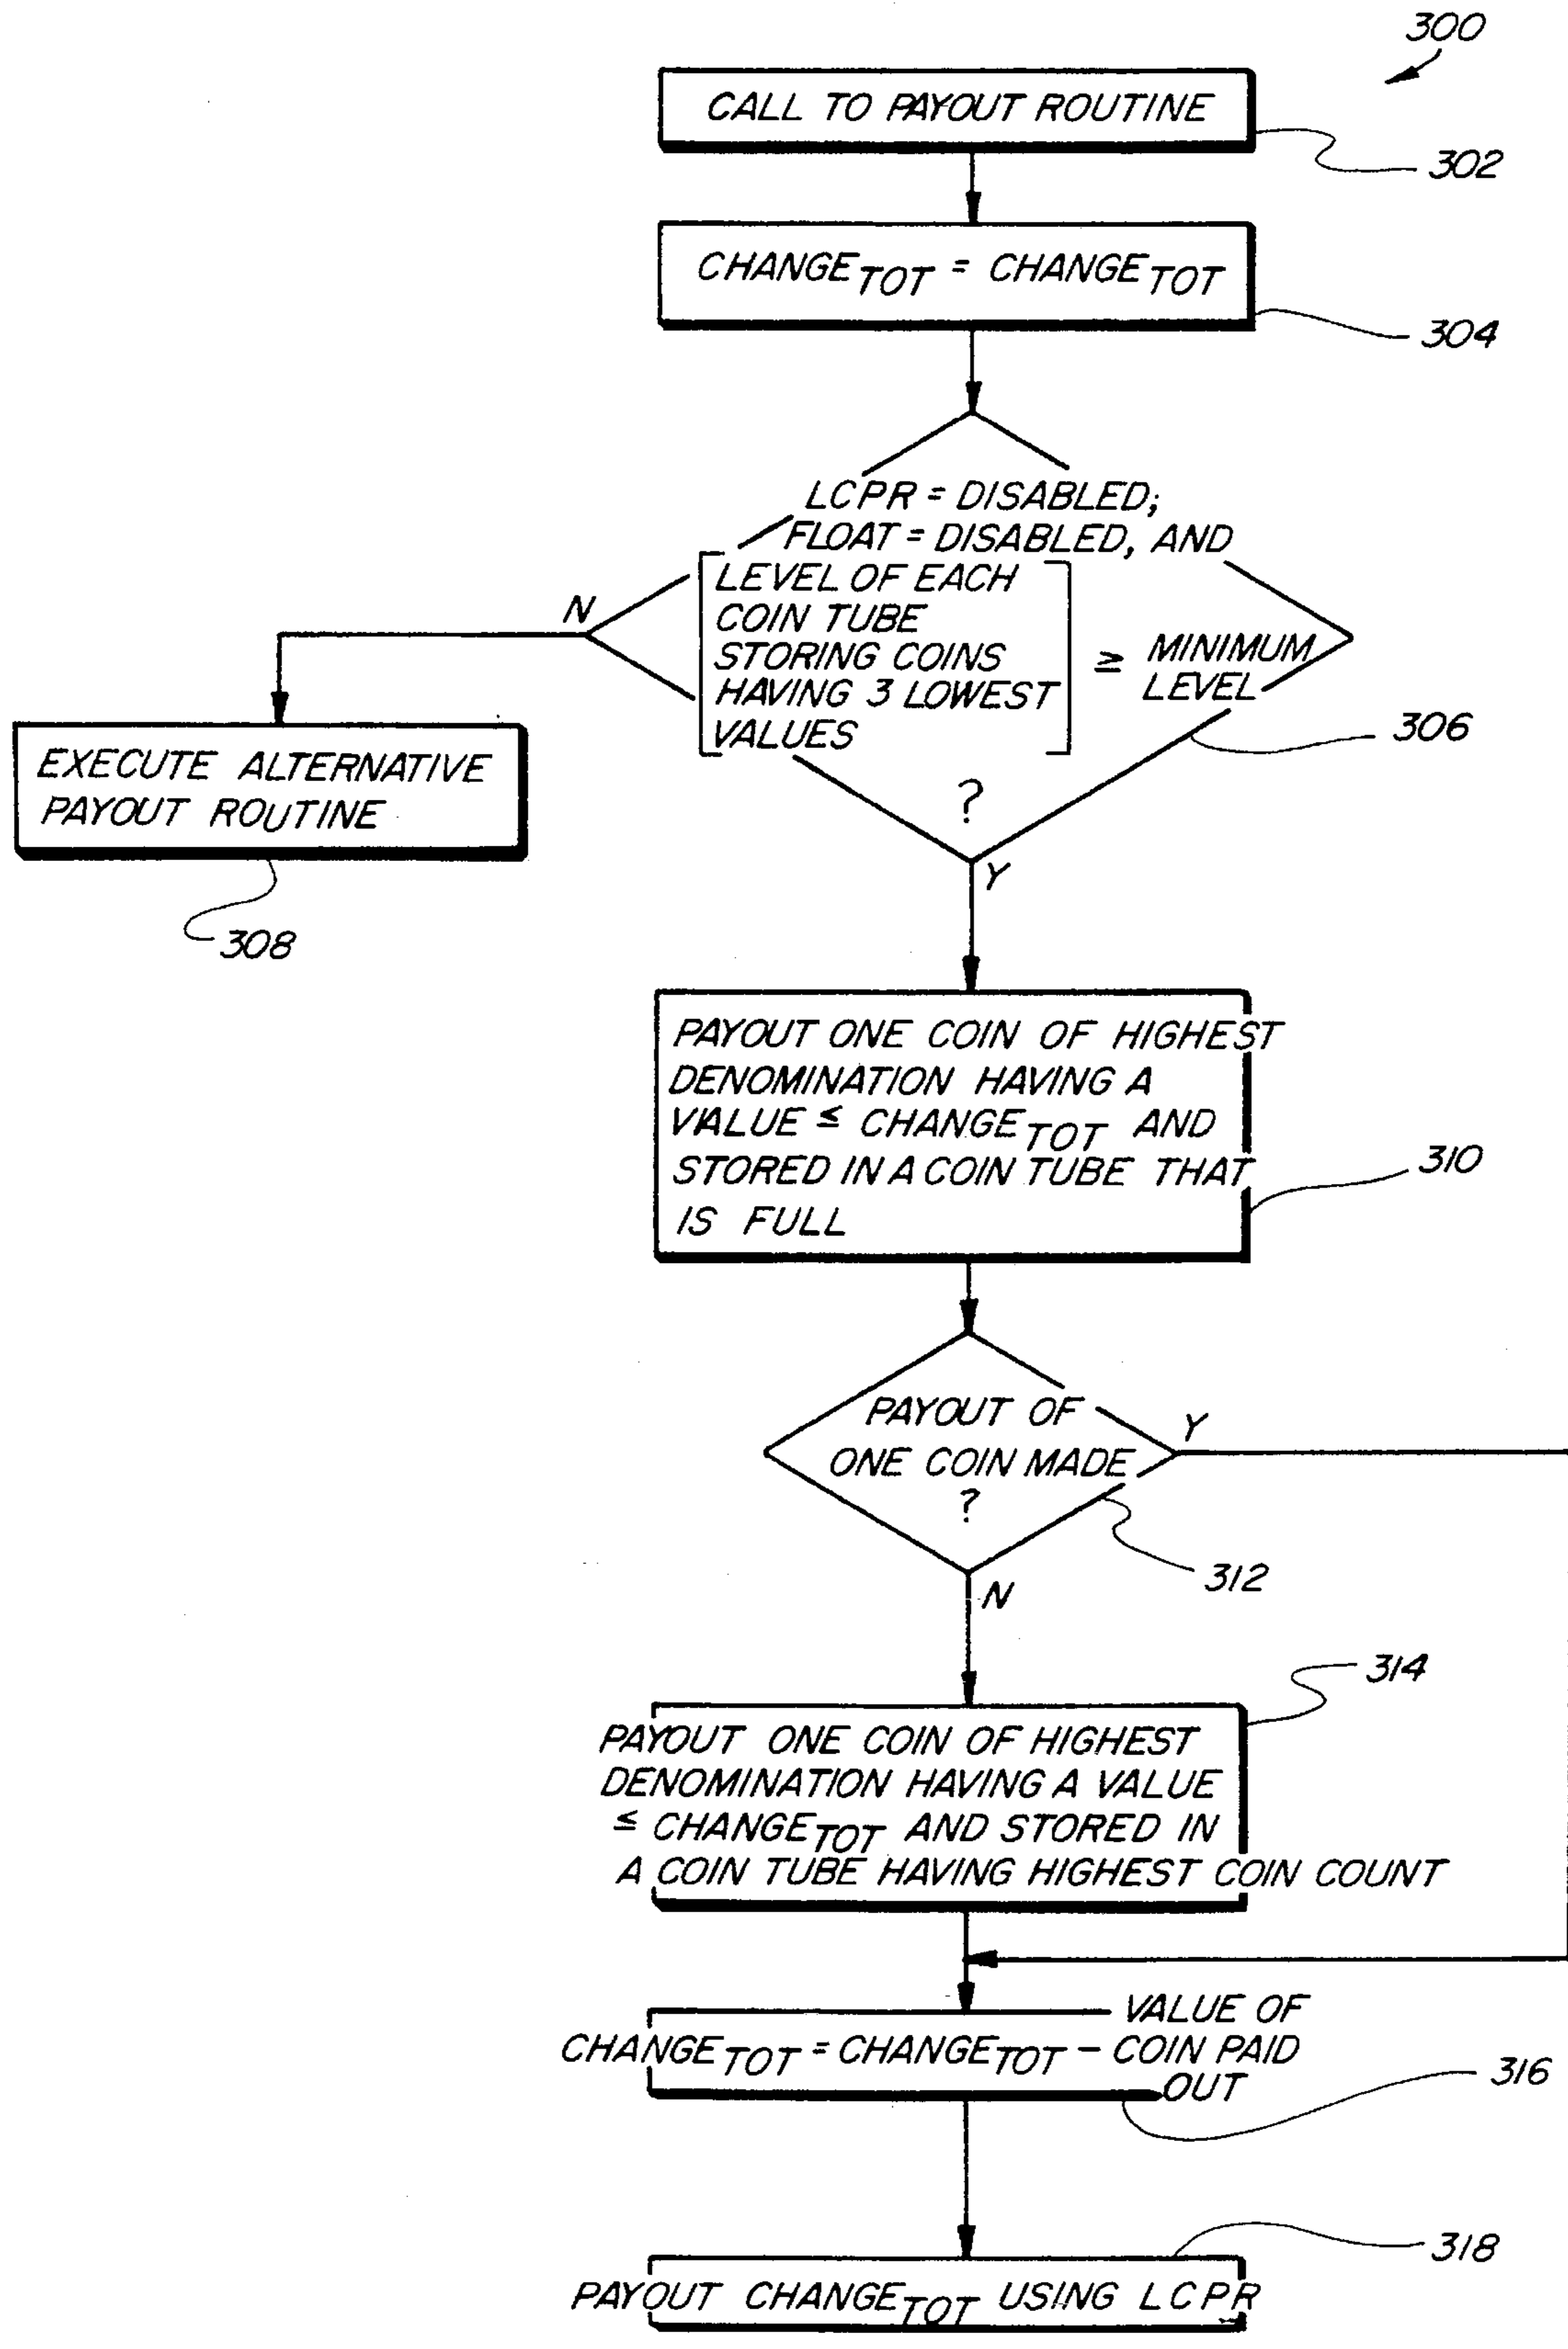 300
CALL TO PAYOUT ROUTINE
302
CHANGE TOT = CHANGE TOT
304
LCPR = DISABLED;
FLOAT = DISABLED, AND
LEVEL OF EACH
COIN TUBE
STORING COINS
HAVING 3 LOWEST
VALUES
≥ MINIMUM
LEVEL
?
306
N
Y
EXECUTE ALTERNATIVE
PAYOUT ROUTINE
308
PAYOUT ONE COIN OF HIGHEST
DENOMINATION HAVING A
VALUE ≤ CHANGE TOT AND
STORED IN A COIN TUBE THAT
IS FULL
310
PAYOUT OF
ONE COIN MADE
?
Y
312
N
314
PAYOUT ONE COIN OF HIGHEST
DENOMINATION HAVING A VALUE
≤ CHANGE TOT AND STORED IN
A COIN TUBE HAVING HIGHEST COIN COUNT
CHANGE TOT = CHANGE TOT -
VALUE OF
COIN PAID
OUT
316
318
PAYOUT CHANGE TOT USING LCPR